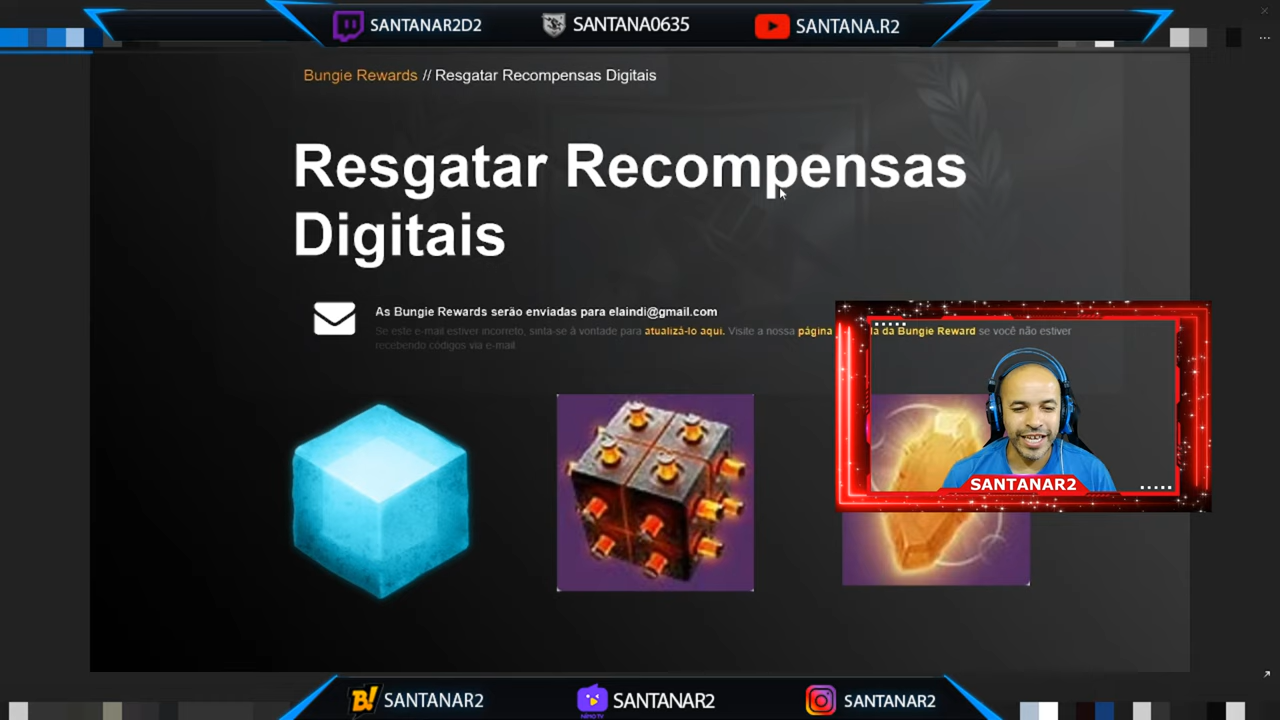 SANTANAR2D2
SANTANA0635
SANTANA.R2
Bungie Rewards // Resgatar Recompensas Digitais
Resgatar Recompensas
Digitais
As Bungie Rewards serão enviadas para elaindi@gmail.com
Se este e-mail estiver incorreto, sinta-se à vontade para atualizá-lo aqui. Visite a nossa página da Bungie Reward se você não estiver
recebendo códigos via e-mail
SANTANAR2
SANTANAR2
SANTANAR2
SANTANAR2